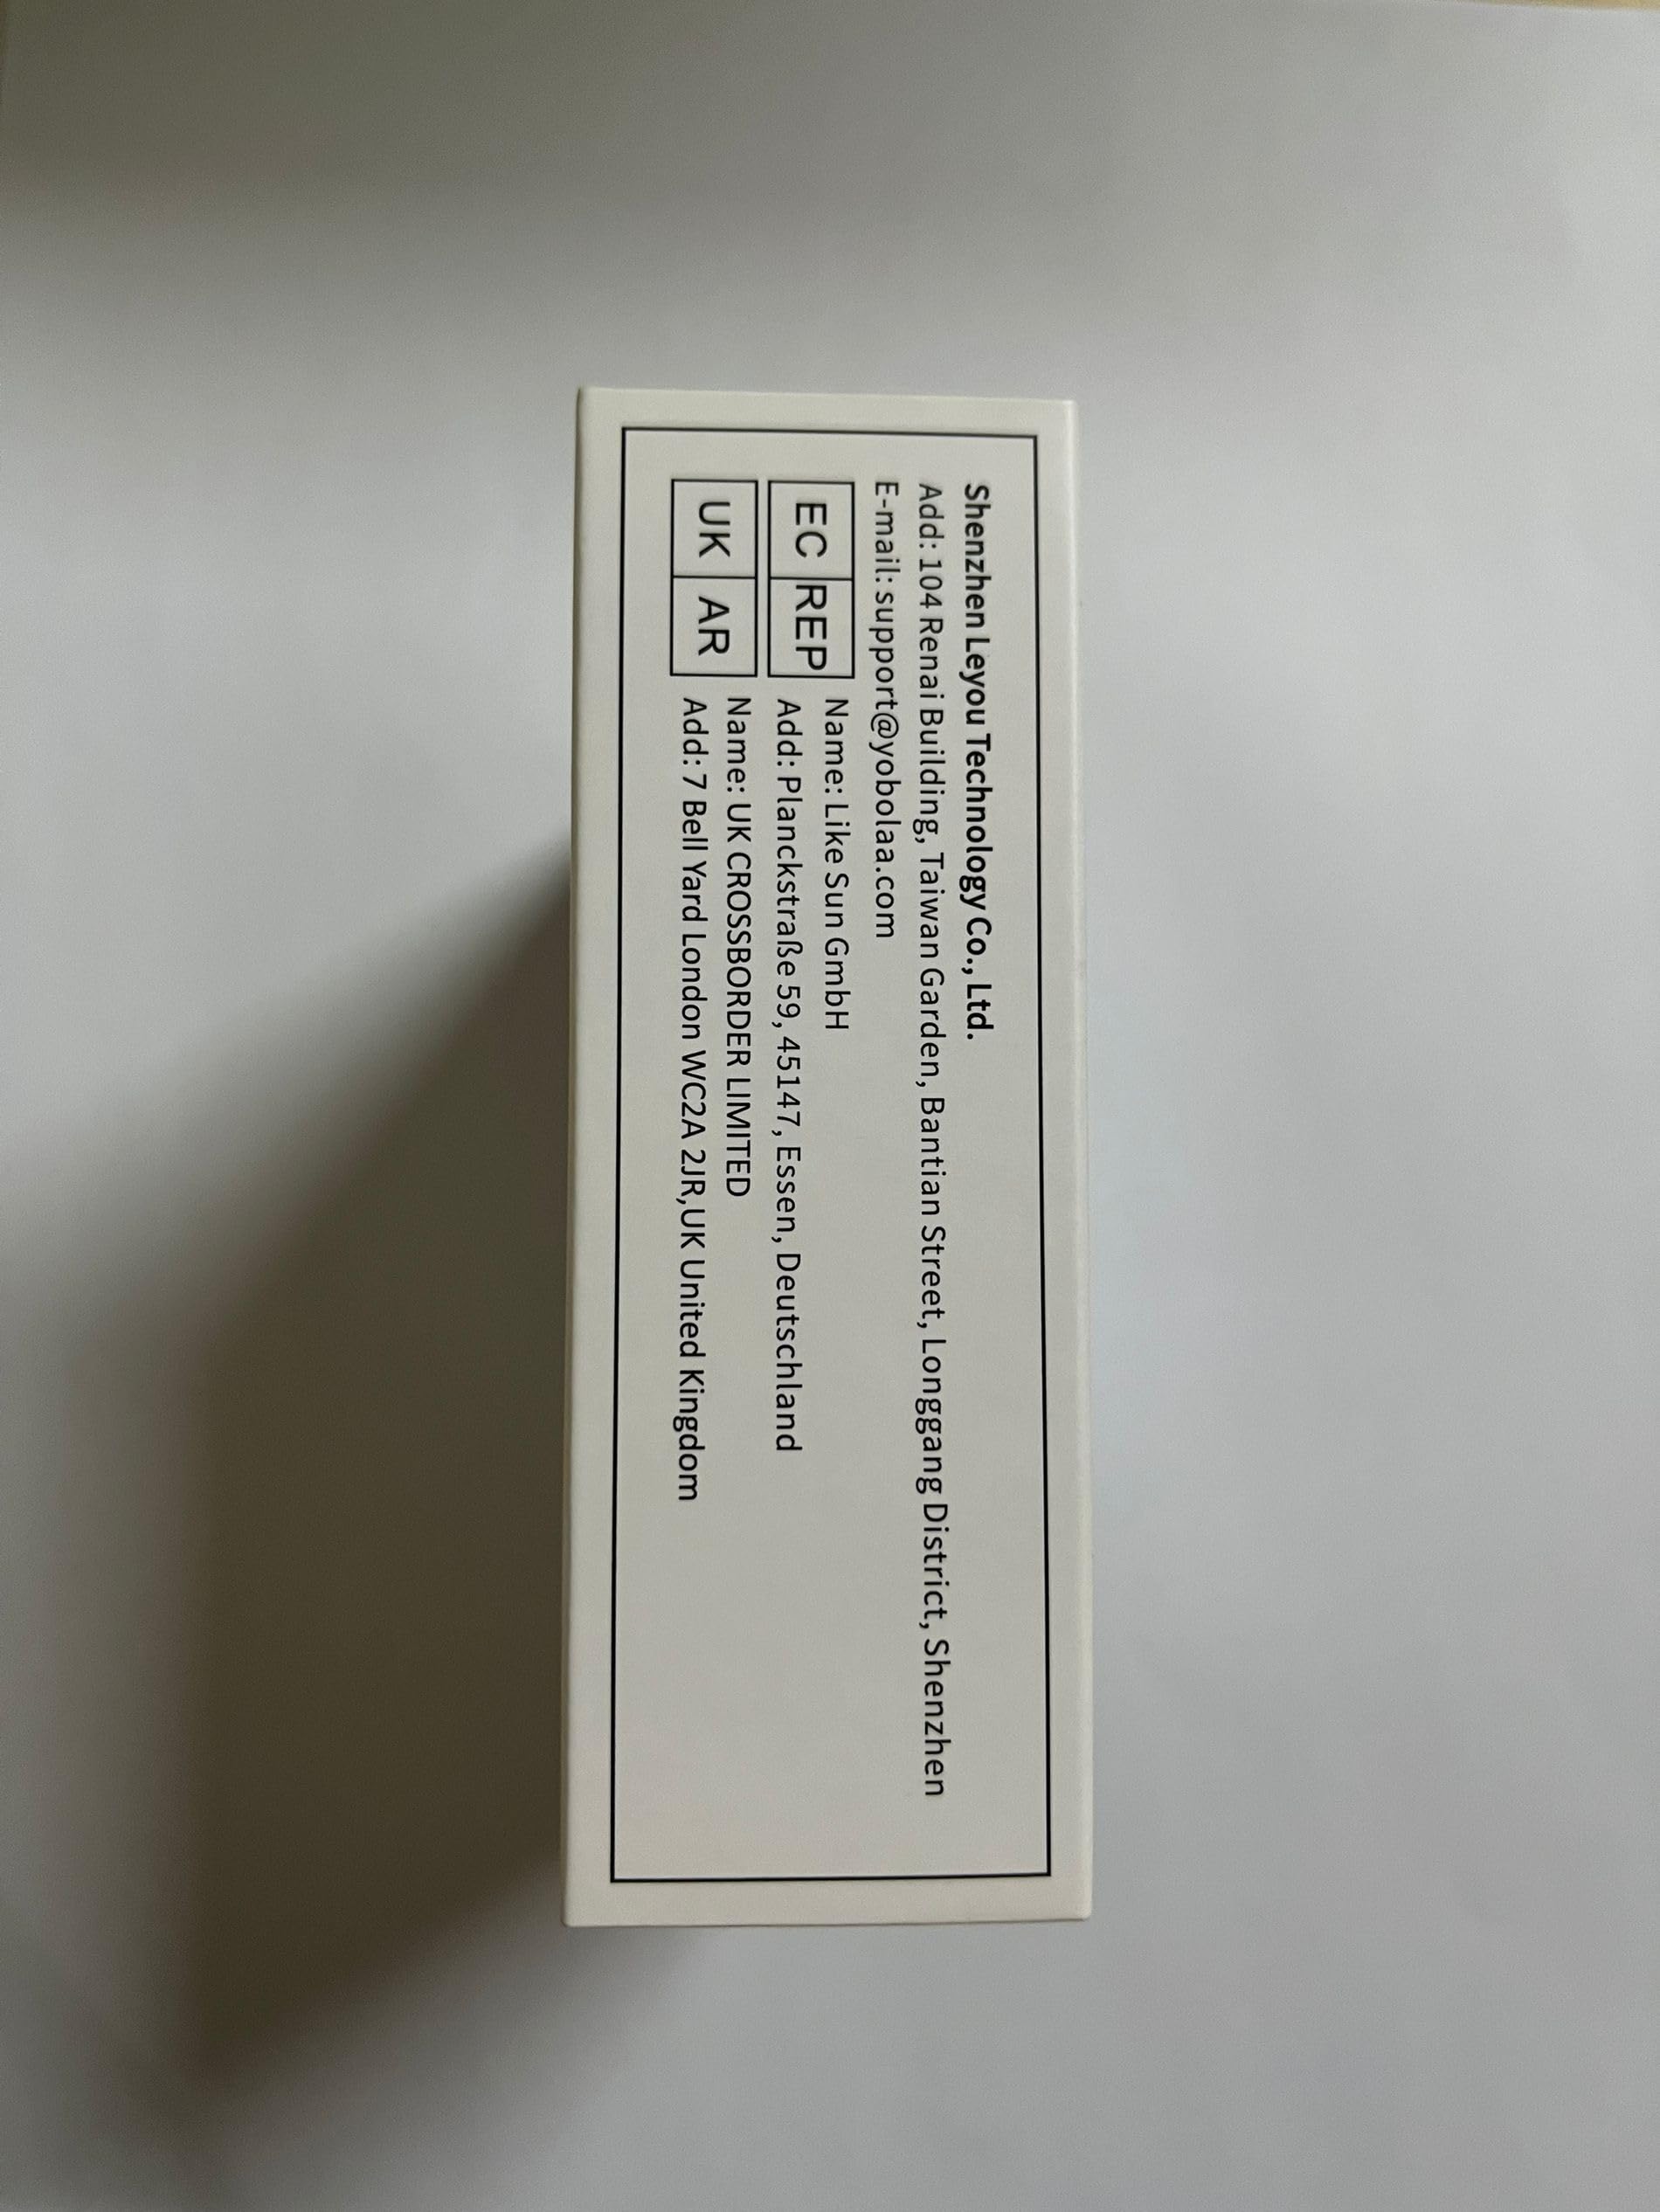 Shenzhen Leyou Technology Co., Ltd.
Add: 104 Renai Building, Taiwan Garden, Bantian Street, Longgang District, Shenzhen
E-mail: support@yobolaa.com
EC REP
Name: Like Sun GmbH
Add: Planckstraße 59, 45147, Essen, Deutschland
UK AR
Name: UK CROSSBORDER LIMITED
Add: 7 Bell Yard London WC2A 2JR,UK United Kingdom